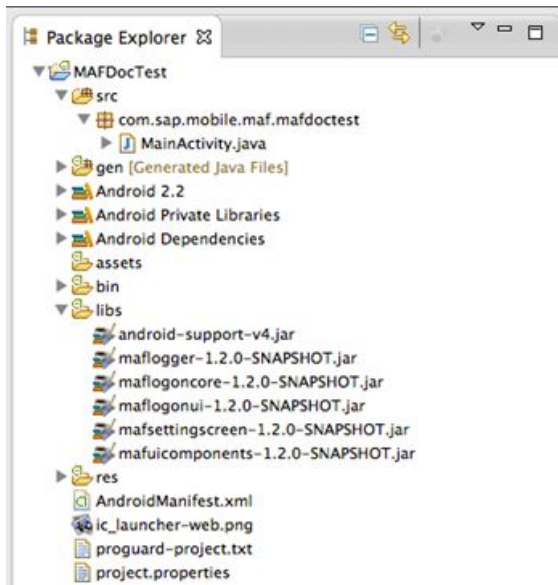 Package Explorer
MAFDocTest
src
com.sap.mobile.maf.mafdoctest
MainActivity.java
gen [Generated Java Files]
Android 2.2
Android Private Libraries
Android Dependencies
assets
bin
libs
android-support-v4.jar
maflogger-1.2.0-SNAPSHOT.jar
maflogoncore-1.2.0-SNAPSHOT.jar
maflogonui-1.2.0-SNAPSHOT.jar
mafsettingscreen-1.2.0-SNAPSHOT.jar
mafuicomponents-1.2.0-SNAPSHOT.jar
res
AndroidManifest.xml
ic_launcher-web.png
proguard-project.txt
project.properties